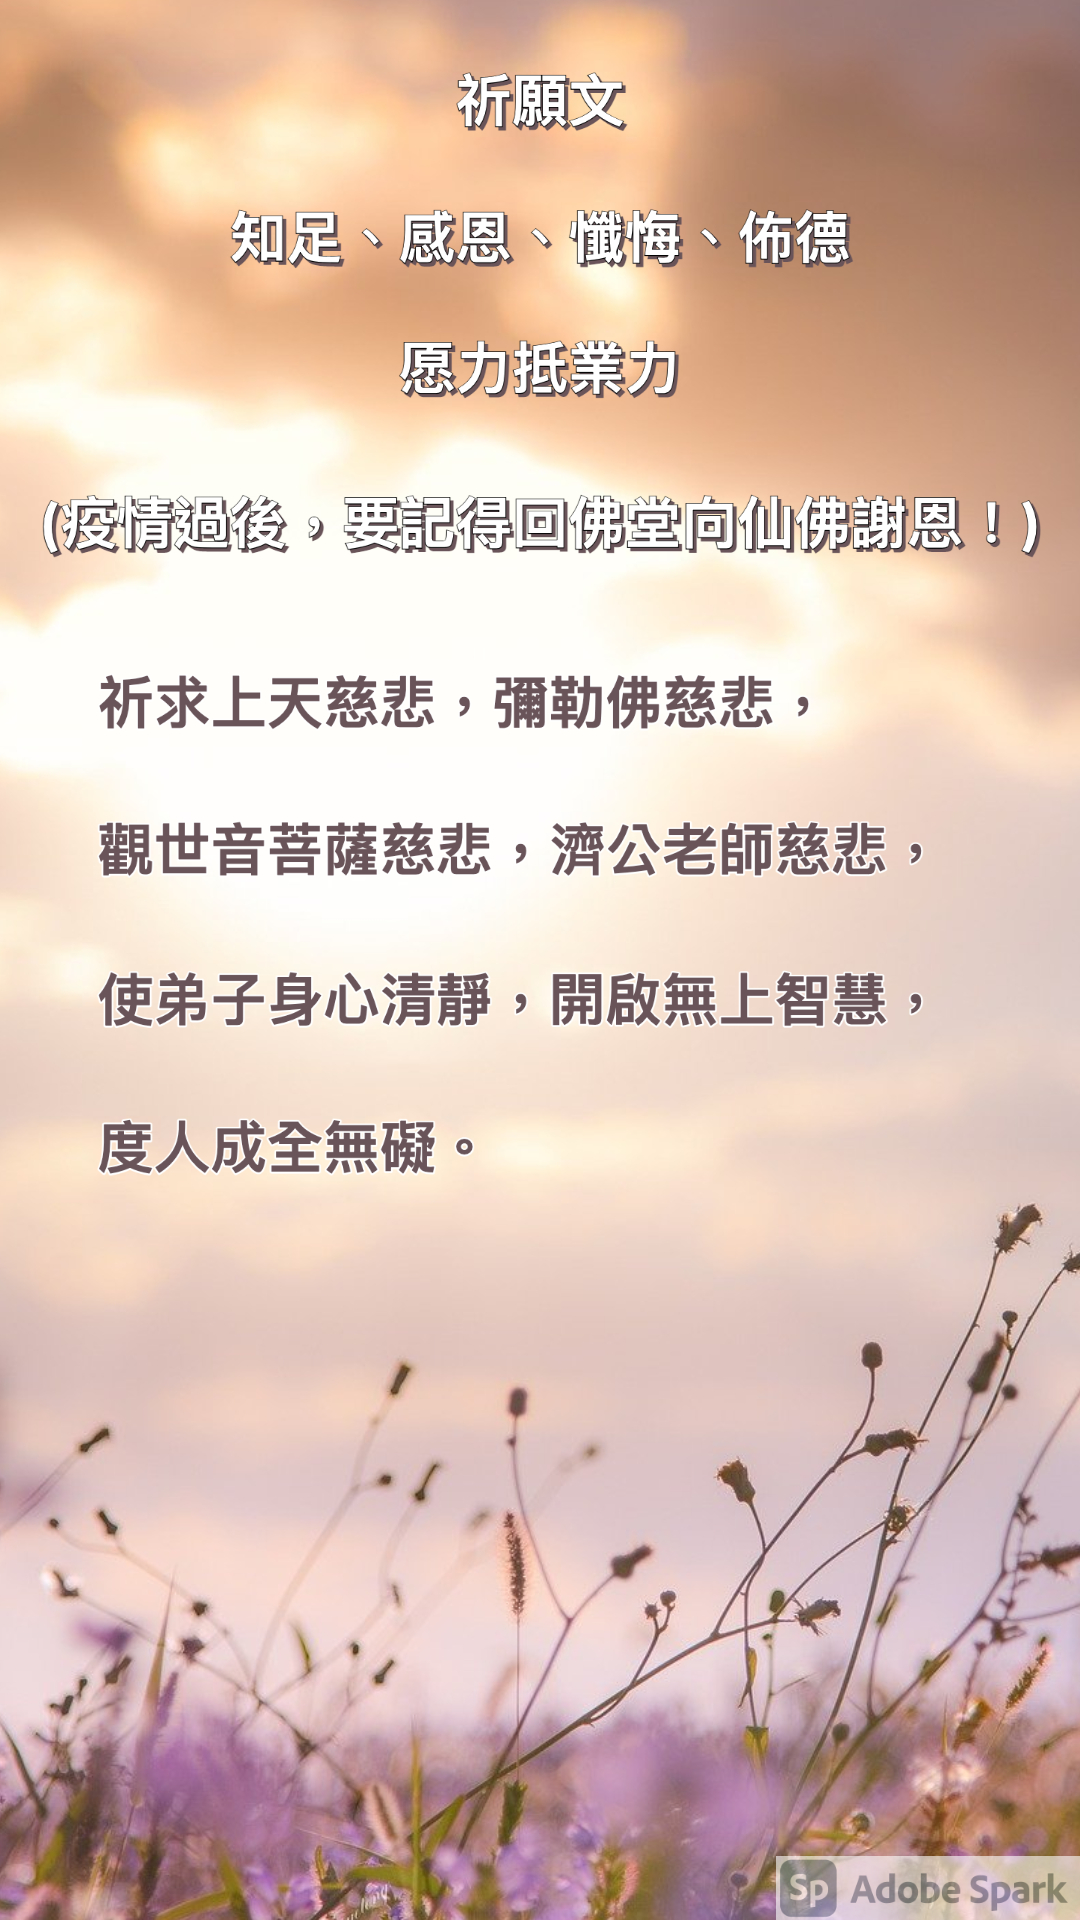 祈願文
知足、感恩、懺悔、佈德
愿力抵業力
(疫情過後，要記得回佛堂向仙佛謝恩！)
祈求上天慈悲，彌勒佛慈悲，
觀世音菩薩慈悲，濟公老師慈悲，
使弟子身心清靜，開啟無上智慧，
度人成全無礙。
Sp Adobe Spark